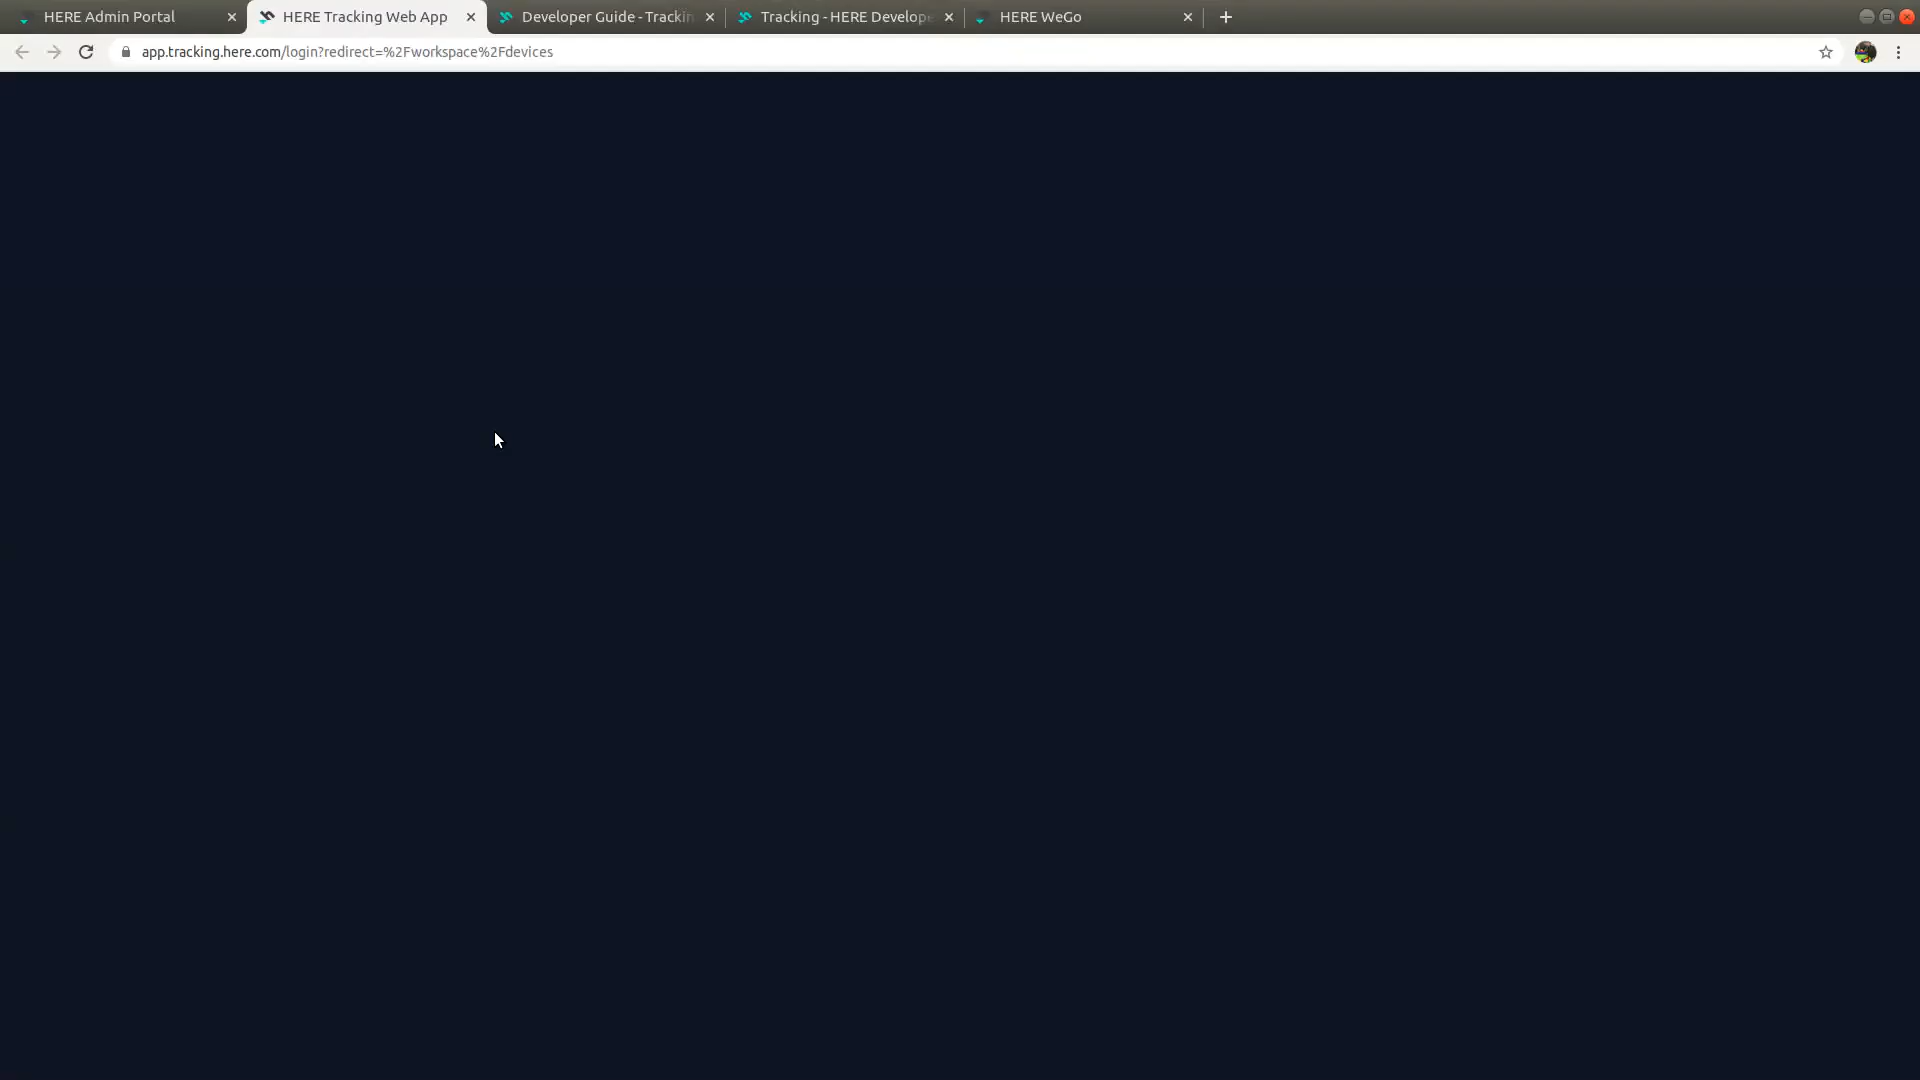 HERE Admin Portal
HERE Tracking Web App
Developer Guide - Trackin
Tracking - HERE Develope
HERE WeGo
app.tracking.here.com/login?redirect=%2Fworkspace%2Fdevices